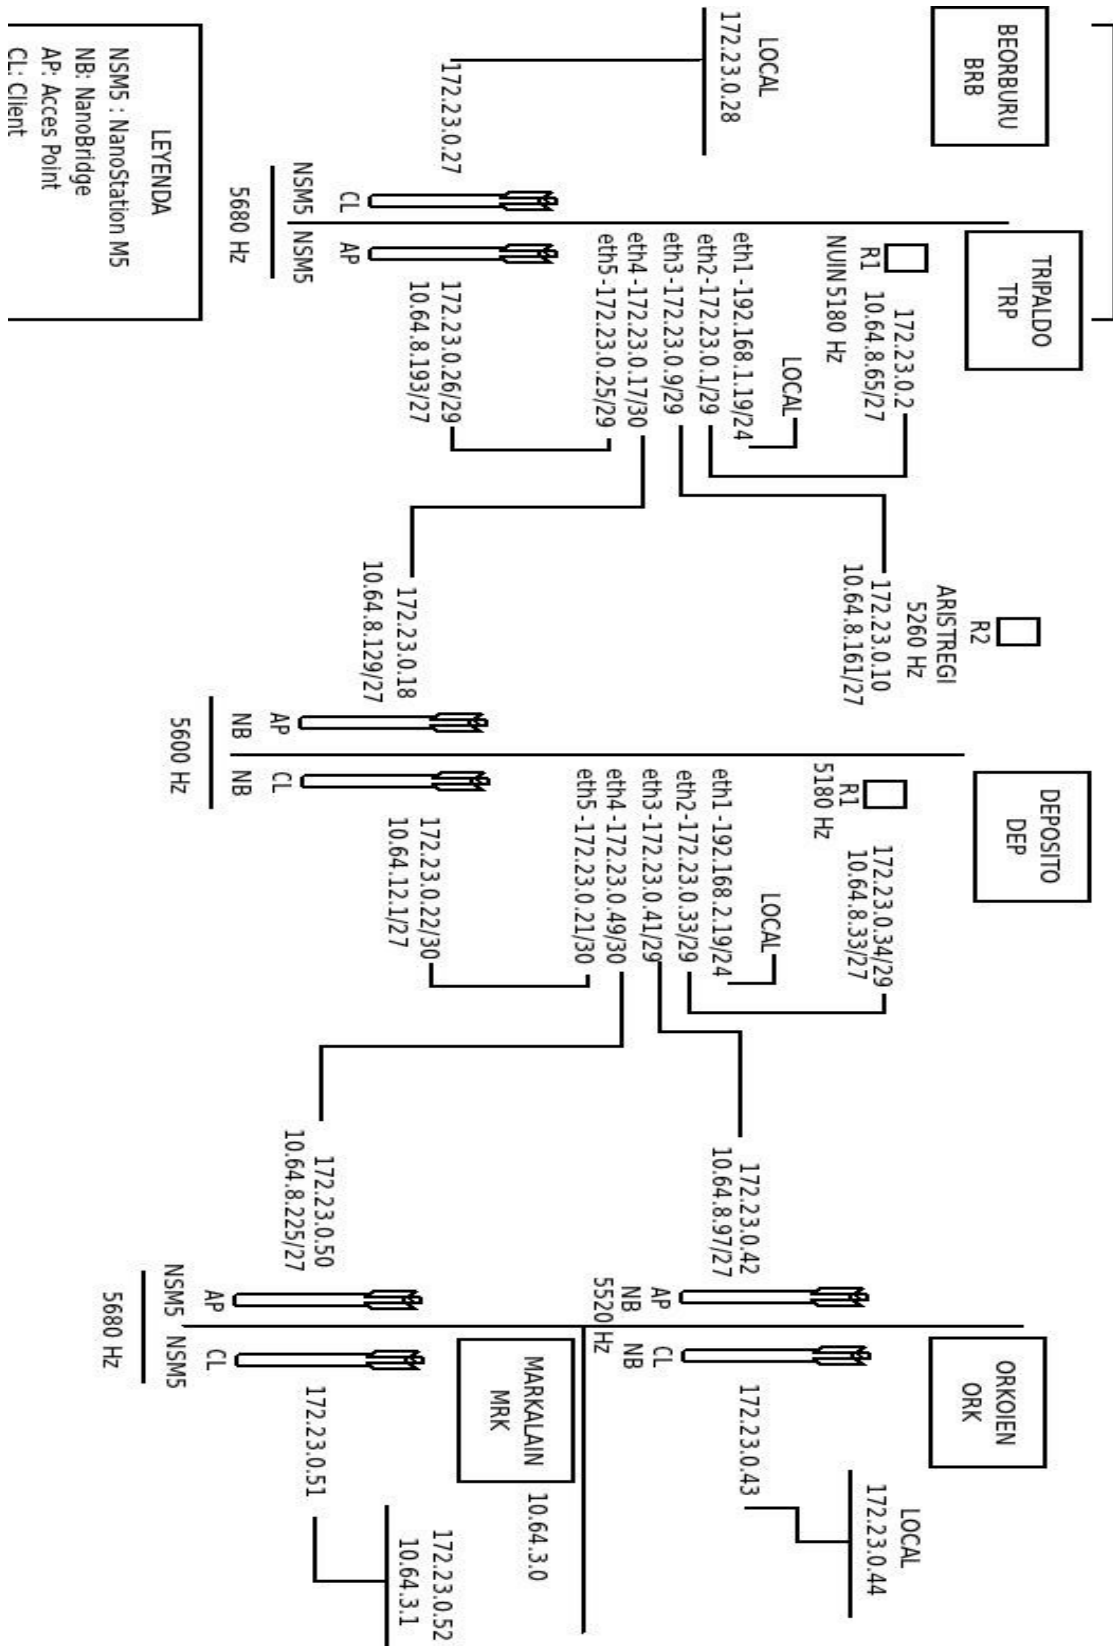 BEORBURU
BRB
LOCAL
172.23.0.28
172.23.0.27
CL
NSM5
AP
NSM5
5680 Hz
LEYENDA
NSM5 : NanoStation M5
NB: NanoBridge
AP: Acces Point
CL: Client
TRIPALDO
TRP
R1
NUIN 5180 Hz
172.23.0.2
10.64.8.65/27
LOCAL
eth1 -192.168.1.19/24
eth2-172.23.0.1/29
eth3 -172.23.0.9/29
eth4 -172.23.0.17/30
eth5 -172.23.0.25/29
172.23.0.26/29
10.64.8.193/27
R2
ARISTREGI
5260 Hz
172.23.0.10
10.64.8.161/27
172.23.0.18
10.64.8.129/27
AP
NB
CL
NB
5600 Hz
DEPOSITO
DEP
R1
5180 Hz
172.23.0.34/29
10.64.8.33/27
LOCAL
eth1 -192.168.2.19/24
eth2-172.23.0.33/29
eth3 -172.23.0.41/29
eth4 -172.23.0.49/30
eth5 -172.23.0.21/30
172.23.0.22/30
10.64.12.1/27
172.23.0.42
10.64.8.97/27
172.23.0.50
10.64.8.225/27
AP
NB
CL
NB
5520 Hz
ORKOIEN
ORK
172.23.0.43
LOCAL
172.23.0.44
MARKALAIN
MRK
10.64.3.0
AP
NSM5
CL
NSM5
5680 Hz
172.23.0.51
172.23.0.52
10.64.3.1